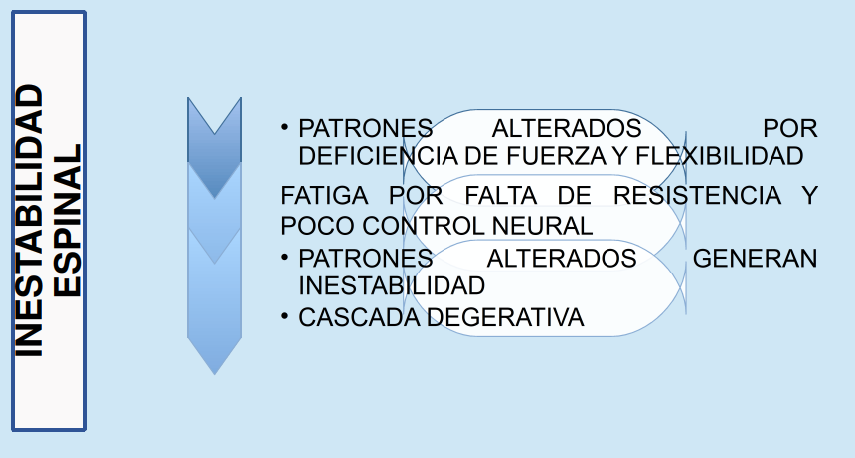 INESTABILIDAD
ESPINAL
• PATRONES ALTERADOS POR
DEFICIENCIA DE FUERZA Y FLEXIBILIDAD
FATIGA POR FALTA DE RESISTENCIA Y
POCO CONTROL NEURAL
• PATRONES ALTERADOS GENERAN
INESTABILIDAD
• CASCADA DEGERATIVA